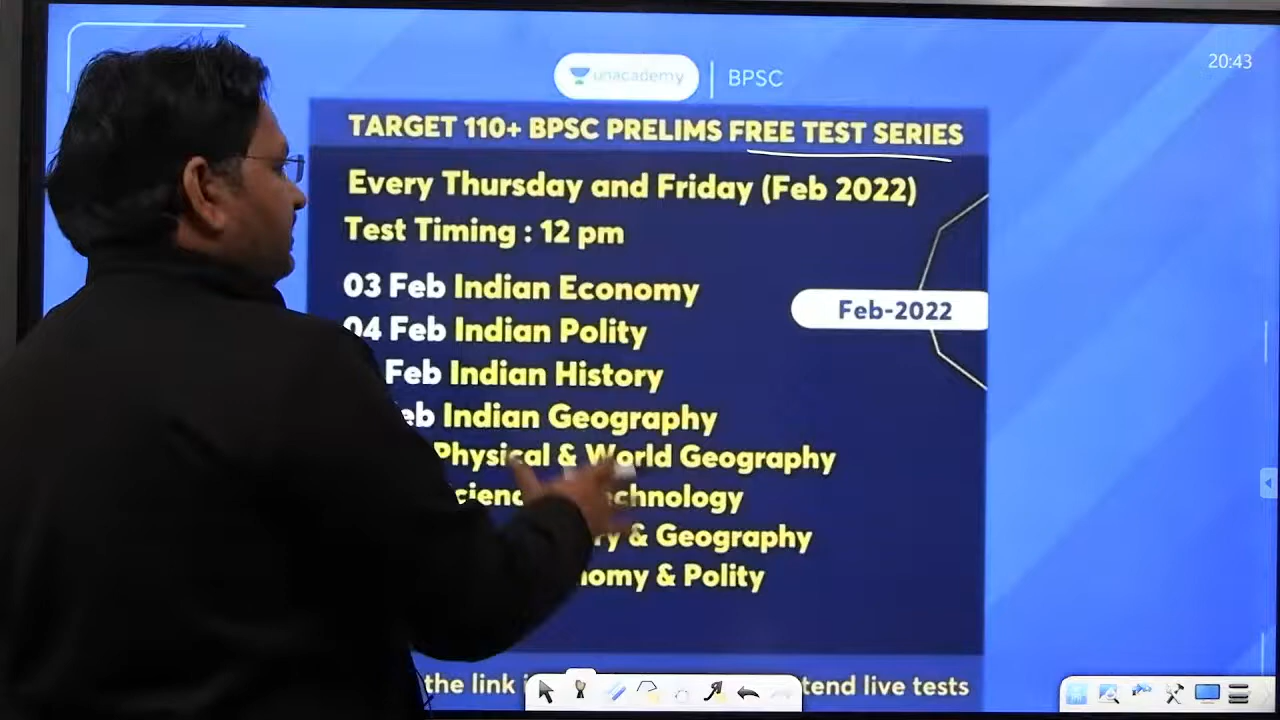 20:43
unacademy | BPSC
TARGET 110+ BPSC PRELIMS FREE TEST SERIES
Every Thursday and Friday (Feb 2022)
Test Timing : 12 pm
03 Feb Indian Economy
04 Feb Indian Polity
Feb Indian History
Indian Geography
Feb-2022
Physical & World Geography
& Geography
& Polity
the link
live tests